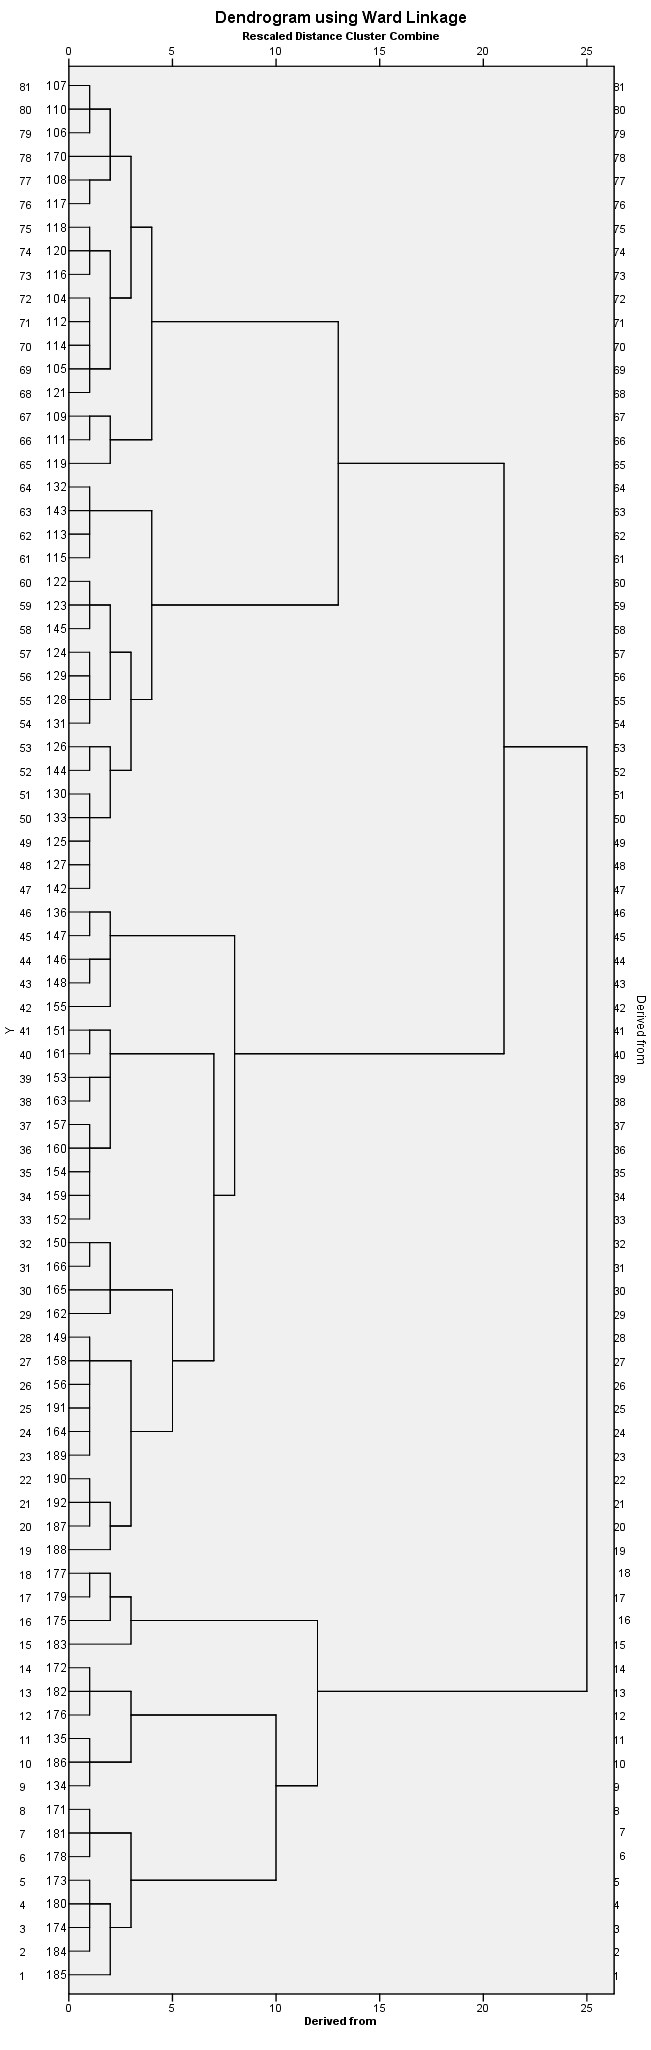 Dendrogram using Ward Linkage
Rescaled Distance Cluster Combine
0 5 10 15 20 25
81 107 81
80 110 80
79 106 79
78 170 78
77 108 77
76 117 76
75 118 75
74 120 74
73 116 73
72 104 72
71 112 71
70 114 70
69 105 69
68 121 68
67 109 67
66 111 66
65 119 65
64 132 64
63 143 63
62 113 62
61 115 61
60 122 60
59 123 59
58 145 58
57 124 57
56 129 56
55 128 55
54 131 54
53 126 53
52 144 52
51 130 51
50 133 50
49 125 49
48 127 48
47 142 47
46 136 46
45 147 45
44 146 44
43 148 43
42 155 42
Y
Derived from
41 151 41
40 161 40
39 153 39
38 163 38
37 157 37
36 160 36
35 154 35
34 159 34
33 152 33
32 150 32
31 166 31
30 165 30
29 162 29
28 149 28
27 158 27
26 156 26
25 191 25
24 164 24
23 189 23
22 190 22
21 192 21
20 187 20
19 188 19
18 177 18
17 179 17
16 175 16
15 183 15
14 172 14
13 182 13
12 176 12
11 135 11
10 186 10
9 134 9
8 171 8
7 181 7
6 178 6
5 173 5
4 180 4
3 174 3
2 184 2
1 185 1
0 5 10 15 20 25
Derived from